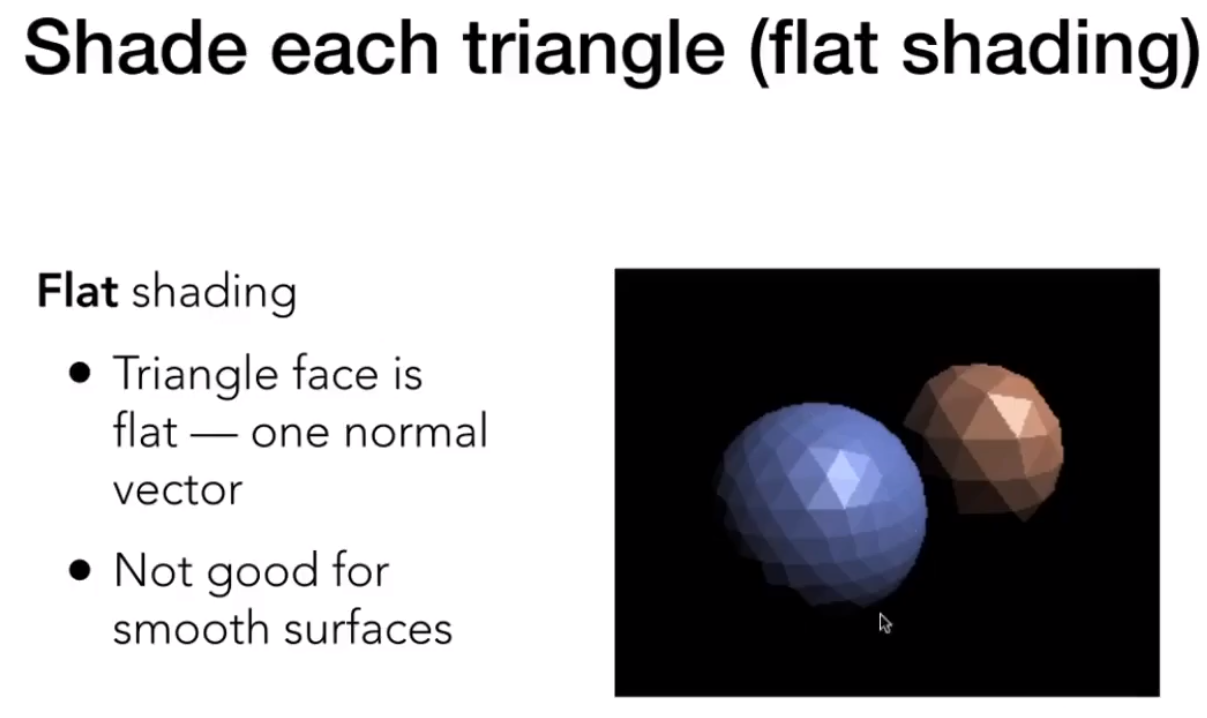 Shade each triangle (flat shading)
Flat shading
• Triangle face is
flat — one normal
vector
• Not good for
smooth surfaces